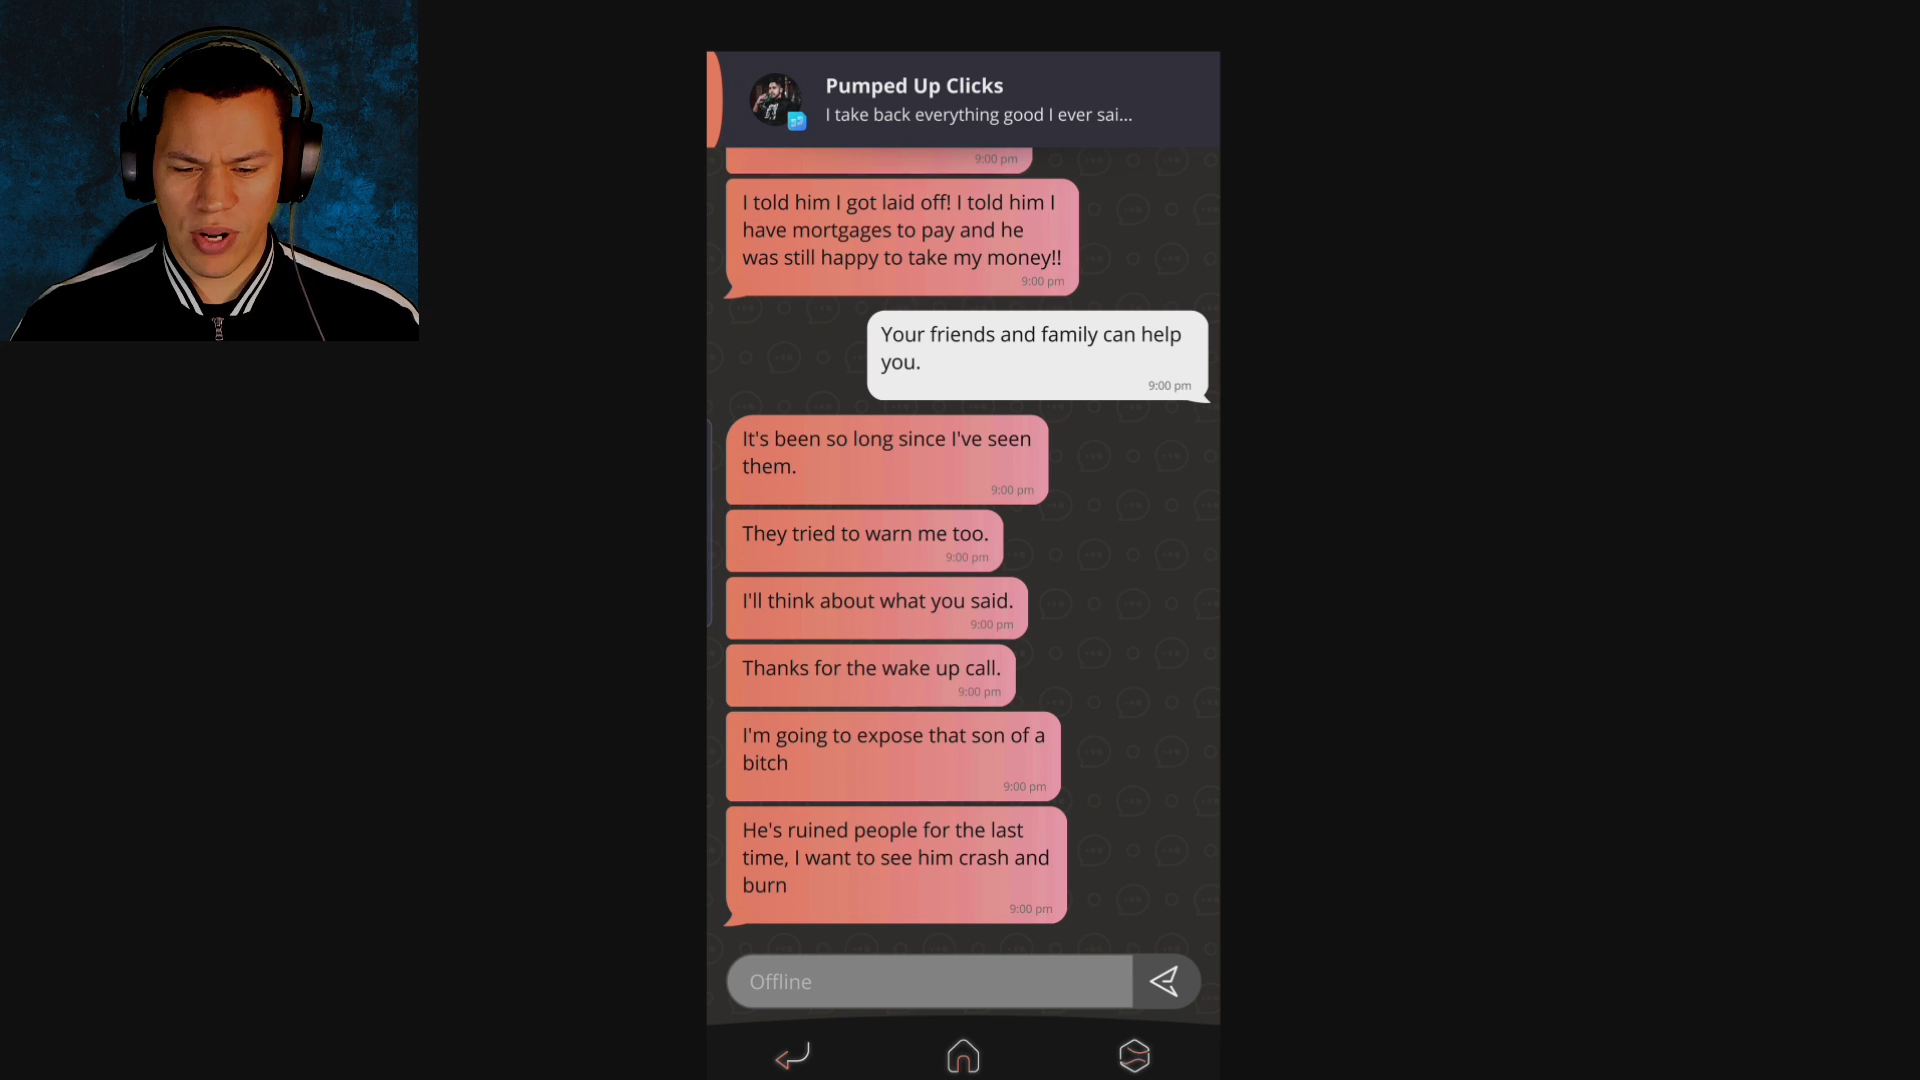 Pumped Up Clicks
I take back everything good I ever sai...
9:00 pm
I told him I got laid off! I told him I
have mortgages to pay and he
was still happy to take my money!!
9:00 pm
Your friends and family can help
you.
9:00 pm
It's been so long since I've seen
them.
9:00 pm
They tried to warn me too.
9:00 pm
I'll think about what you said.
9:00 pm
Thanks for the wake up call.
9:00 pm
I'm going to expose that son of a
bitch
9:00 pm
He's ruined people for the last
time, I want to see him crash and
burn
9:00 pm
Offline